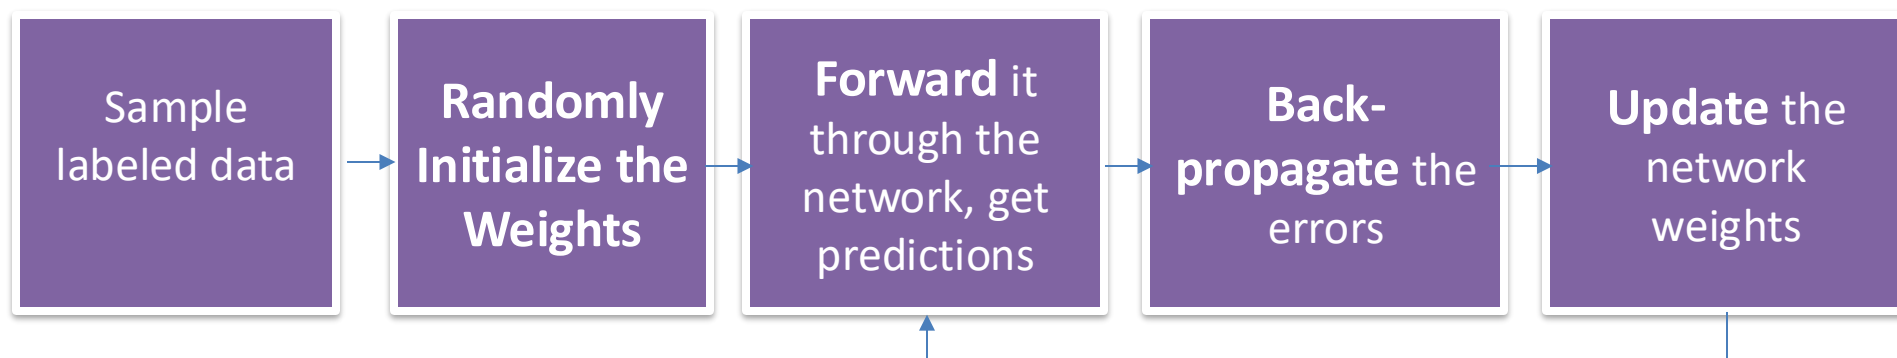 Sample
labeled data
Randomly
Initialize the
Weights
Forward it
through the
network, get
predictions
Back-
propagate the
errors
Update the
network
weights